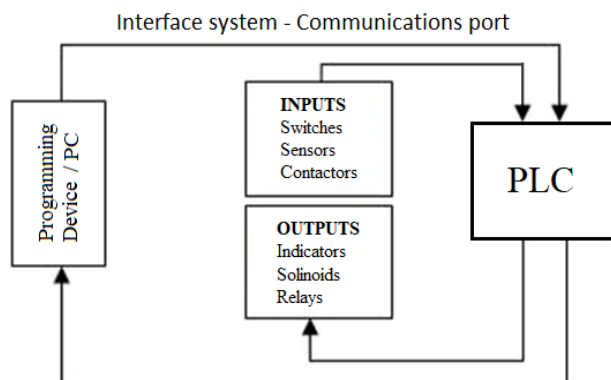 Interface system - Communications port
Programming
Device / PC
INPUTS
Switches
Sensors
Contactors
OUTPUTS
Indicators
Solinoids
Relays
PLC